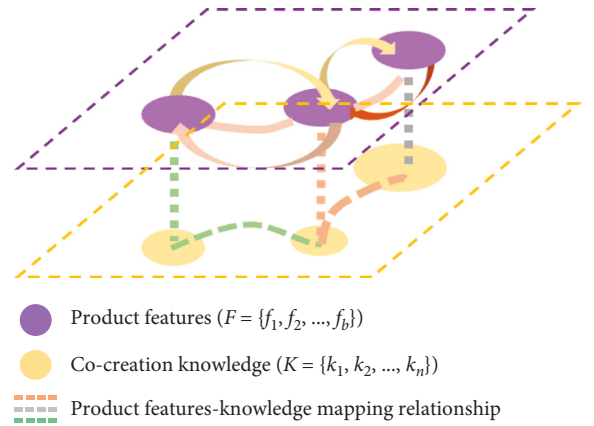 Product features (F = {f1, f2, ..., fb})
Co-creation knowledge (K = {k1, k2, ..., kn})
Product features-knowledge mapping relationship